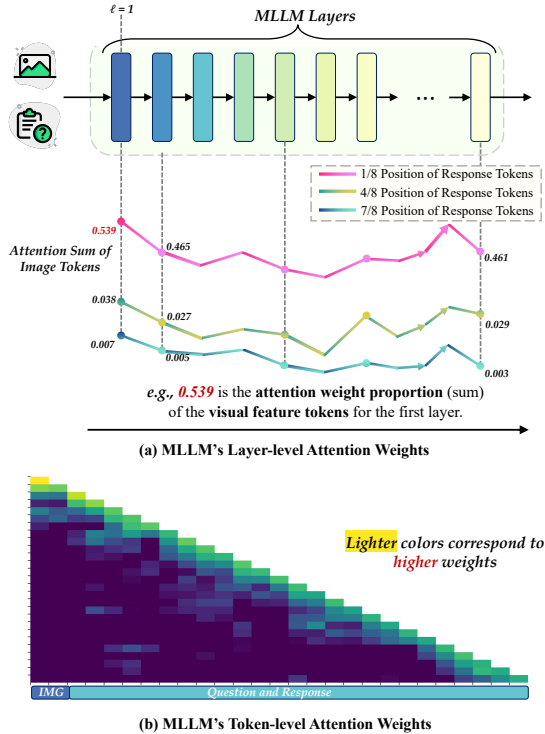 ℓ = 1
MLLM Layers
...
1/8 Position of Response Tokens
4/8 Position of Response Tokens
7/8 Position of Response Tokens
0.539
Attention Sum of
Image Tokens
0.465
0.461
0.038
0.027
0.029
0.007
0.005
0.003
e.g., 0.539 is the attention weight proportion (sum)
of the visual feature tokens for the first layer.
(a) MLLM's Layer-level Attention Weights
Lighter colors correspond to
higher weights
IMG
Question and Response
(b) MLLM's Token-level Attention Weights